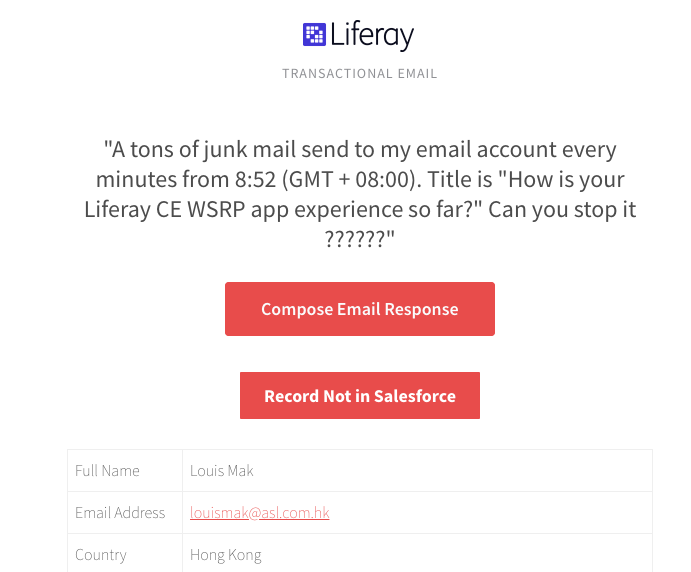 Liferay
TRANSACTIONAL EMAIL
"A tons of junk mail send to my email account every
minutes from 8:52 (GMT + 08:00). Title is "How is your
Liferay CE WSRP app experience so far?" Can you stop it
??????"
Compose Email Response
Record Not in Salesforce
Full Name Louis Mak
Email Address louismak@asl.com.hk
Country Hong Kong